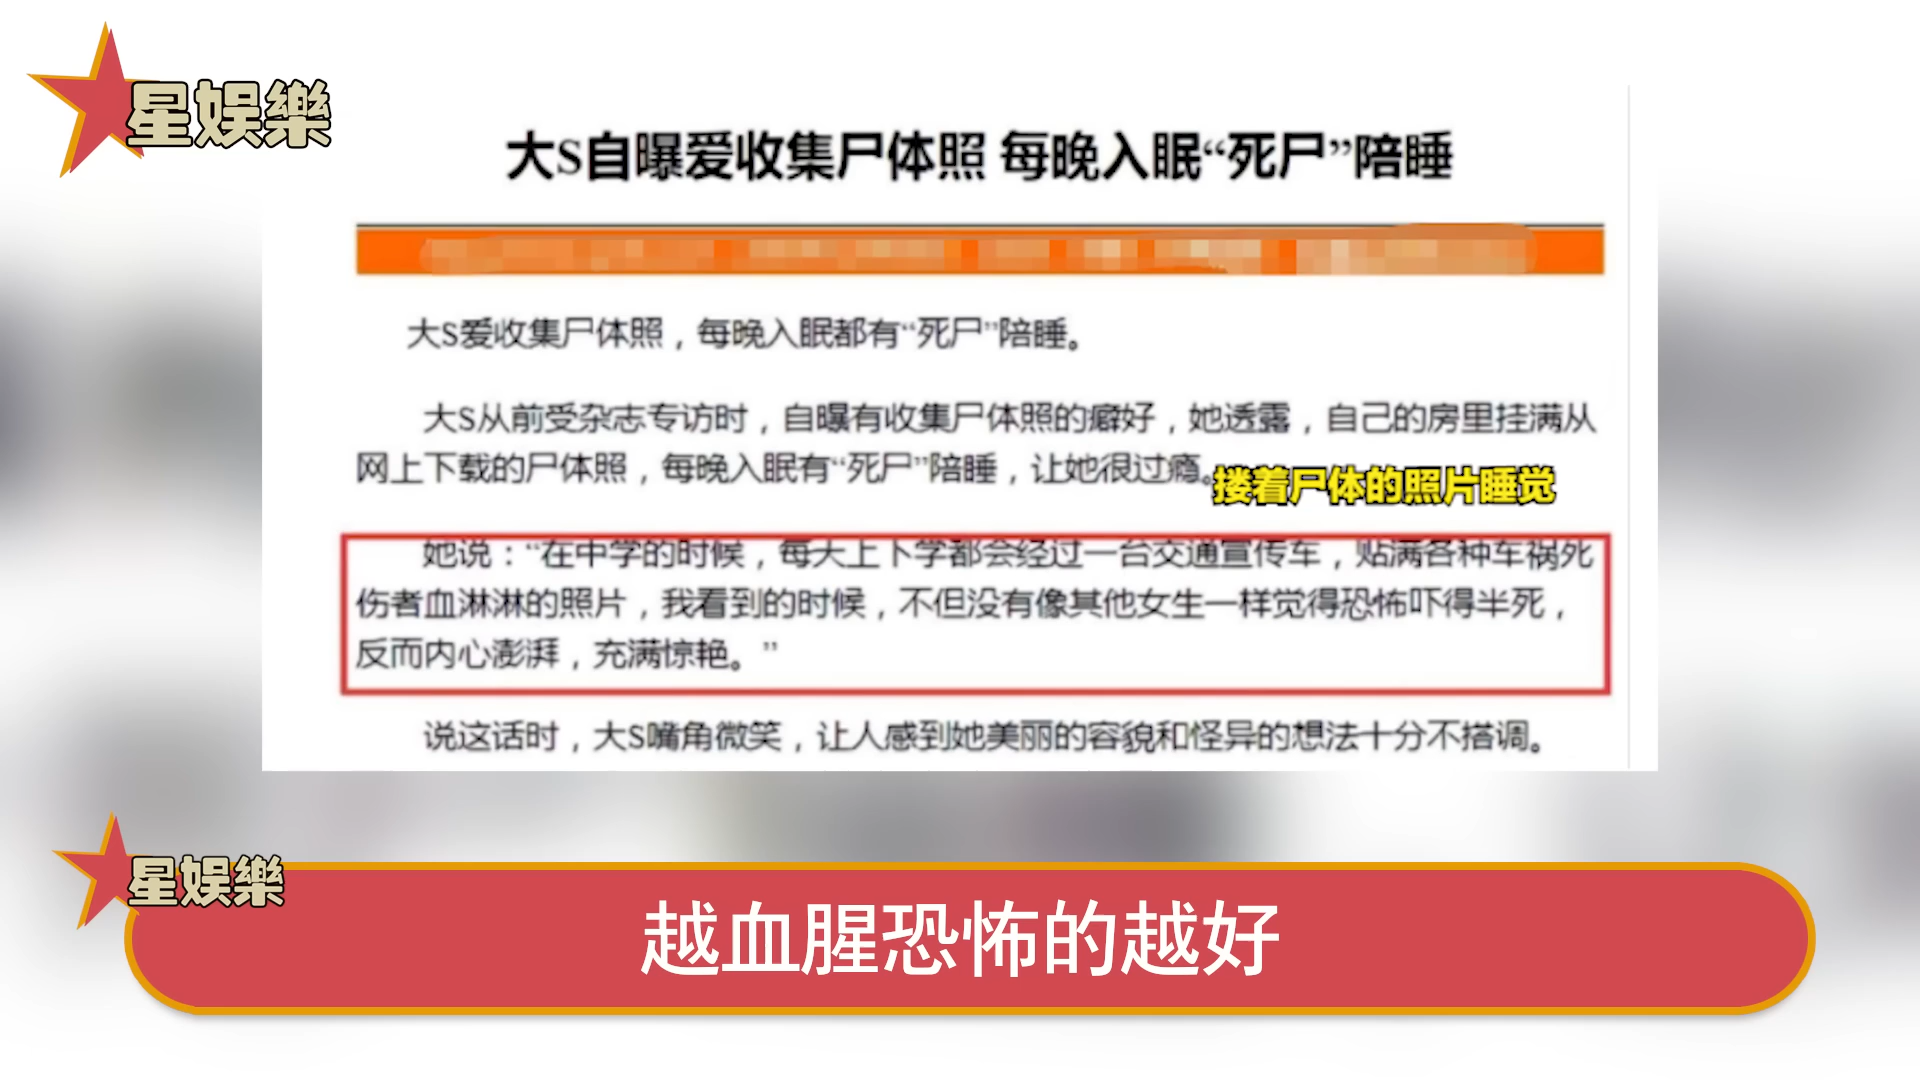 星娱樂
大S自曝爱收集尸体照 每晚入眠“死尸”陪睡
大S爱收集尸体照，每晚入眠都有“死尸”陪睡。
大S从前受杂志专访时，自曝有收集尸体照的癖好，她透露，自己的房里挂满从
网上下载的尸体照，每晚入眠有“死尸”陪睡，让她很过瘾。
搂着尸体的照片睡觉
她说：“在中学的时候，每天上下学都会经过一台交通宣传车，贴满各种车祸死
伤者血淋淋的照片，我看到的时候，不但没有像其他女生一样觉得恐怖吓得半死，
反而内心澎湃，充满惊艳。”
说这话时，大S嘴角微笑，让人感到她美丽的容貌和怪异的想法十分不搭调。
星娱樂
越血腥恐怖的越好